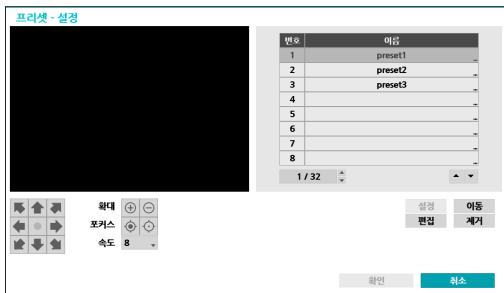 프리셋 - 설정
번호 이름
1 preset1
2 preset2
3 preset3
4
5
6
7
8
1 / 32
확대
포커스
속도 8
설정 이동
편집 제거
확인 취소